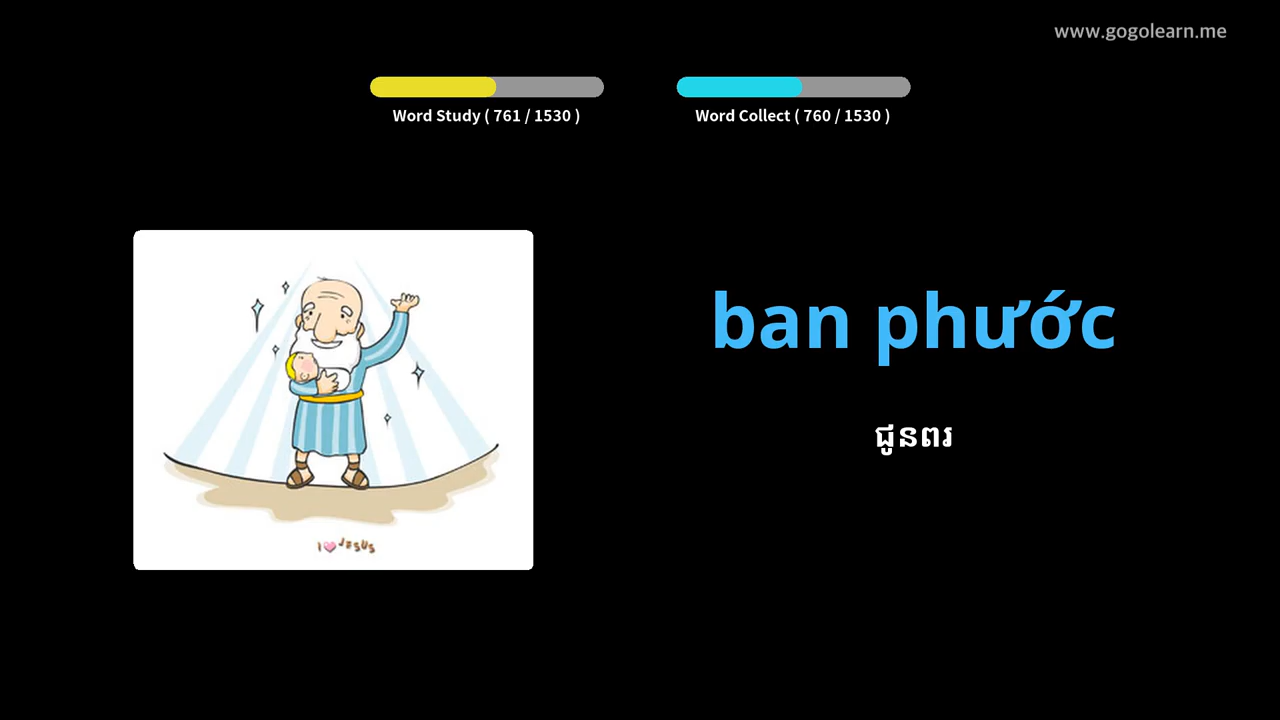 www.gogolearn.me
Word Study ( 761 / 1530 )
Word Collect ( 760 / 1530 )
ban phước
ជូនពរ
I JESUS